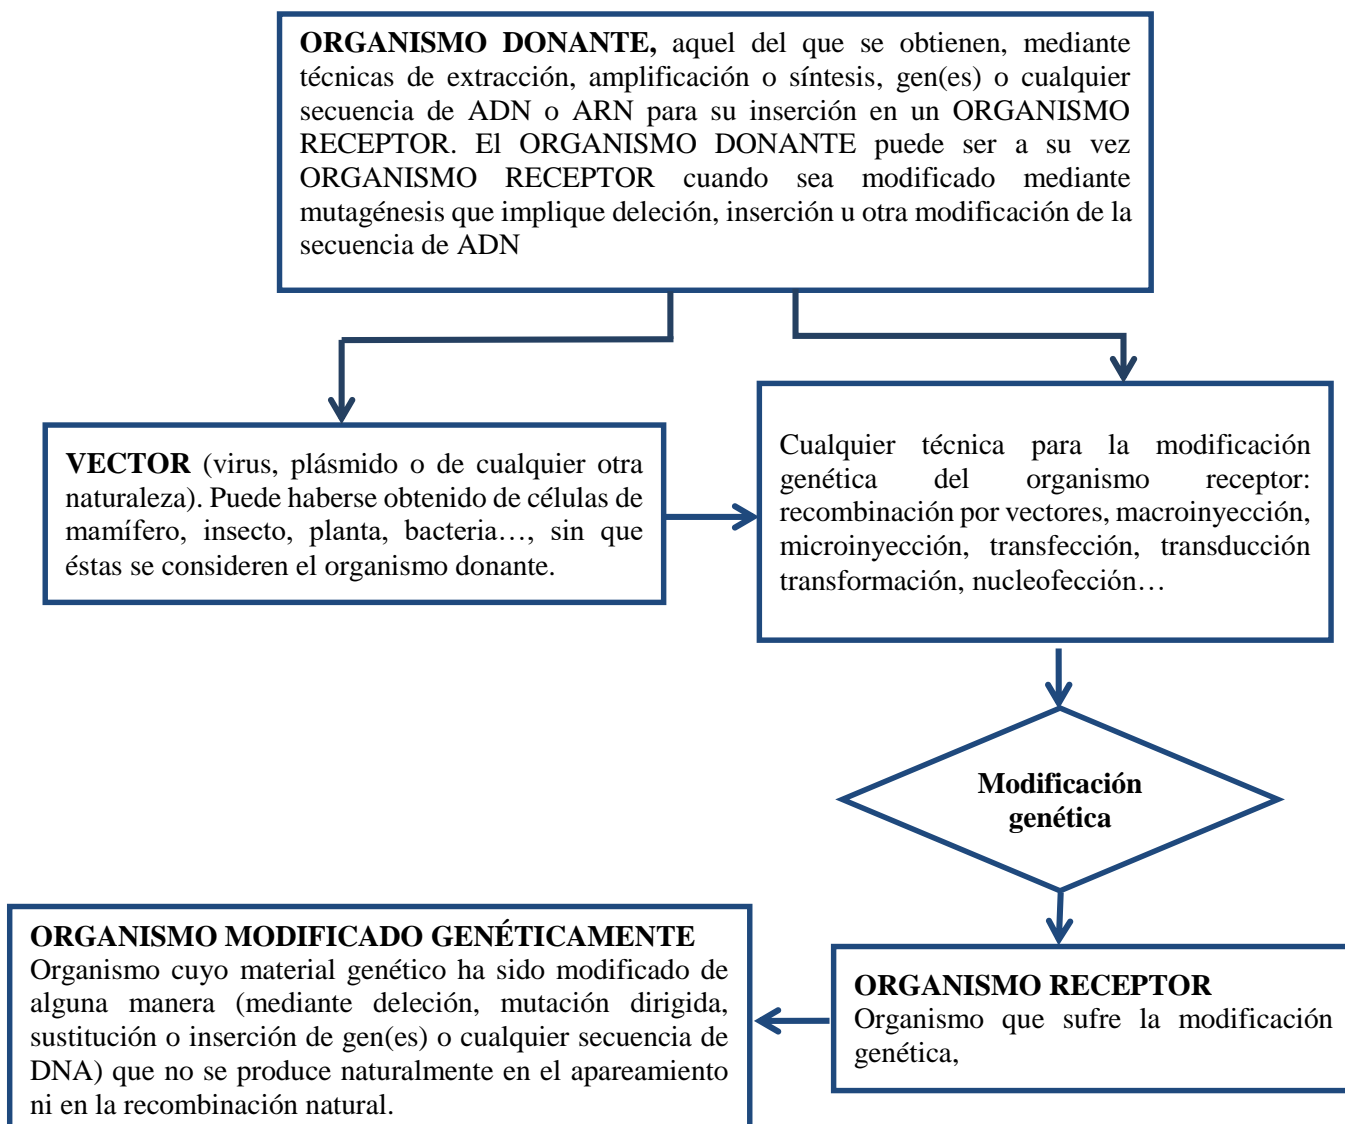 ORGANISMO DONANTE, aquel del que se obtienen, mediante
técnicas de extracción, amplificación o síntesis, gen(es) o cualquier
secuencia de ADN o ARN para su inserción en un ORGANISMO
RECEPTOR. El ORGANISMO DONANTE puede ser a su vez
ORGANISMO RECEPTOR cuando sea modificado mediante
mutagénesis que implique deleción, inserción u otra modificación de la
secuencia de ADN
VECTOR (virus, plásmido o de cualquier otra
naturaleza). Puede haberse obtenido de células de
mamífero, insecto, planta, bacteria…, sin que
éstas se consideren el organismo donante.
Cualquier técnica para la modificación
genética del organismo receptor:
recombinación por vectores, macroinyección,
microinyección, transfección, transducción
transformación, nucleofección…
Modificación
genética
ORGANISMO RECEPTOR
Organismo que sufre la modificación
genética,
ORGANISMO MODIFICADO GENÉTICAMENTE
Organismo cuyo material genético ha sido modificado de
alguna manera (mediante deleción, mutación dirigida,
sustitución o inserción de gen(es) o cualquier secuencia de
DNA) que no se produce naturalmente en el apareamiento
ni en la recombinación natural.